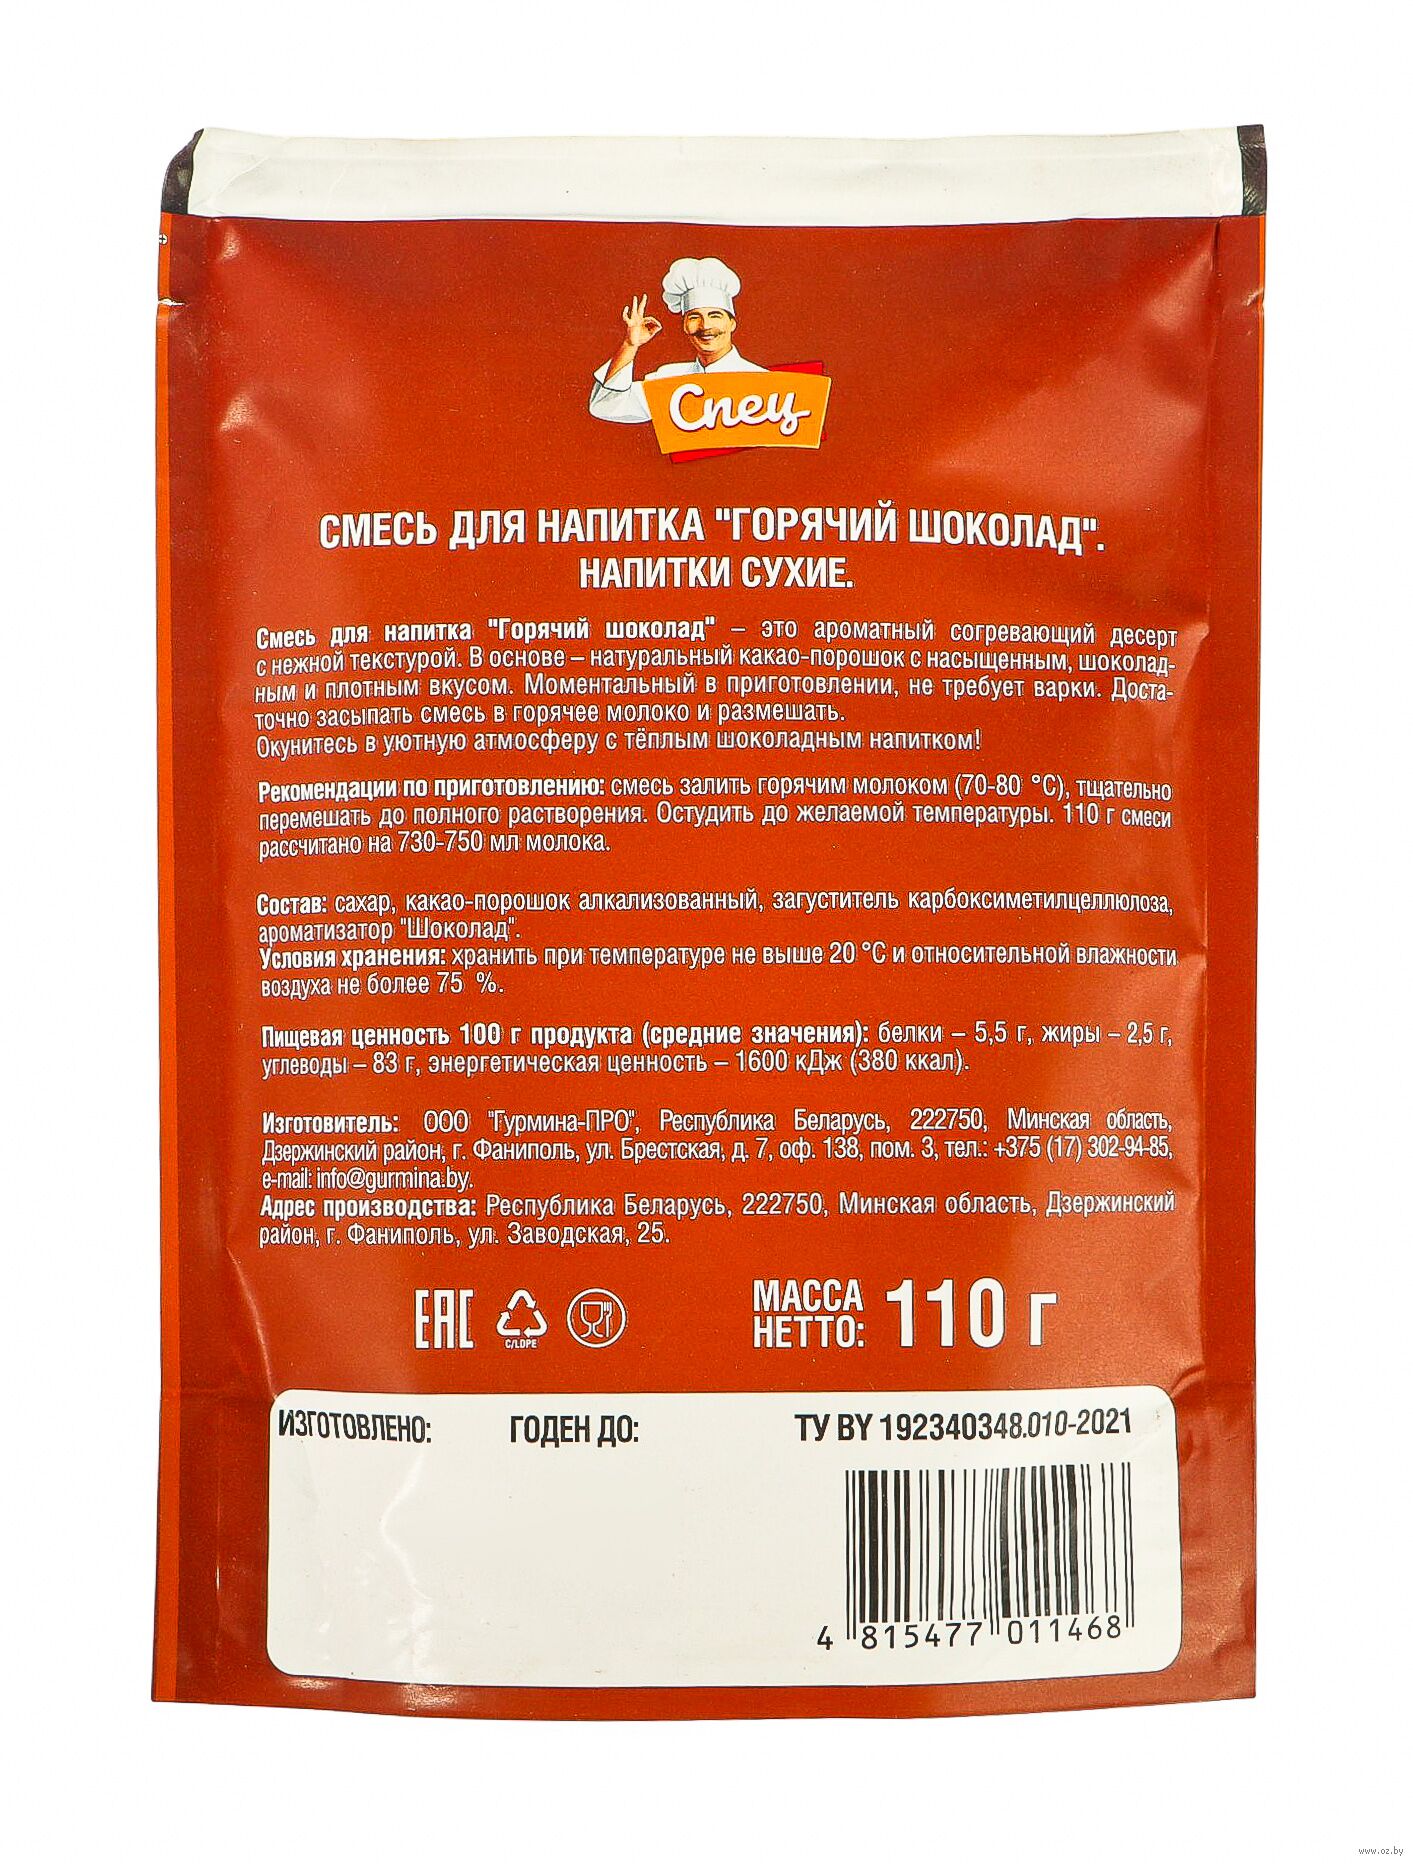 Спец
СМЕСЬ ДЛЯ НАПИТКА "ГОРЯЧИЙ ШОКОЛАД".
НАПИТКИ СУХИЕ.
Смесь для напитка "Горячий шоколад" – это ароматный согревающий десерт
с нежной текстурой. В основе – натуральный какао-порошок с насыщенным, шоколад-
ным и плотным вкусом. Моментальный в приготовлении, не требует варки. Доста-
точно засыпать смесь в горячее молоко и размешать.
Окунитесь в уютную атмосферу с тёплым шоколадным напитком!
Рекомендации по приготовлению: смесь залить горячим молоком (70-80 °С), тщательно
перемешать до полного растворения. Остудить до желаемой температуры. 110 г смеси
рассчитано на 730-750 мл молока.
Состав: сахар, какао-порошок алкализованный, загуститель карбоксиметилцеллюлоза,
ароматизатор "Шоколад".
Условия хранения: хранить при температуре не выше 20 °С и относительной влажности
воздуха не более 75 %.
Пищевая ценность 100 г продукта (средние значения): белки – 5,5 г, жиры – 2,5 г,
углеводы – 83 г, энергетическая ценность – 1600 кДж (380 ккал).
Изготовитель: ООО "Гурмина-ПРО", Республика Беларусь, 222750, Минская область,
Дзержинский район, г. Фаниполь, ул. Брестская, д. 7, оф. 138, пом. 3, тел.: +375 (17) 302-94-85,
e-mail: info@gurmina.by.
Адрес производства: Республика Беларусь, 222750, Минская область, Дзержинский
район, г. Фаниполь, ул. Заводская, 25.
EAC
C/LDPE
МАССА
НЕТТО: 110 г
ИЗГОТОВЛЕНО: ГОДЕН ДО: ТУ BY 192340348.010-2021
4 815477 011468
www.oz.by